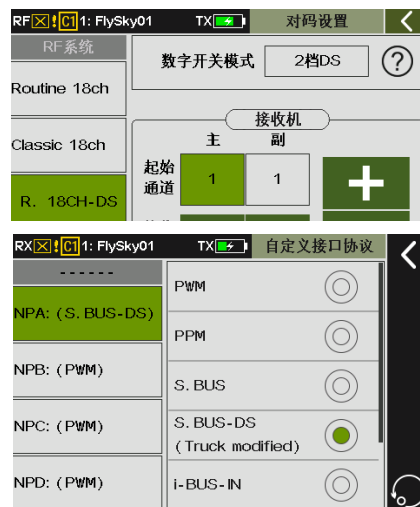 RF C1 1: FlySky01 TX 对码设置
RF系统
数字开关模式 2档DS ?
Routine 18ch
接收机
主 副
Classic 18ch
起始通道 1 1 +
R. 18CH-DS
RX C1 1: FlySky01 TX 自定义接口协议
------
PWM
NPA: (S.BUS-DS)
PPM
NPB: (PWM)
S.BUS
NPC: (PWM)
S.BUS-DS
(Truck modified)
NPD: (PWM)
i-BUS-IN